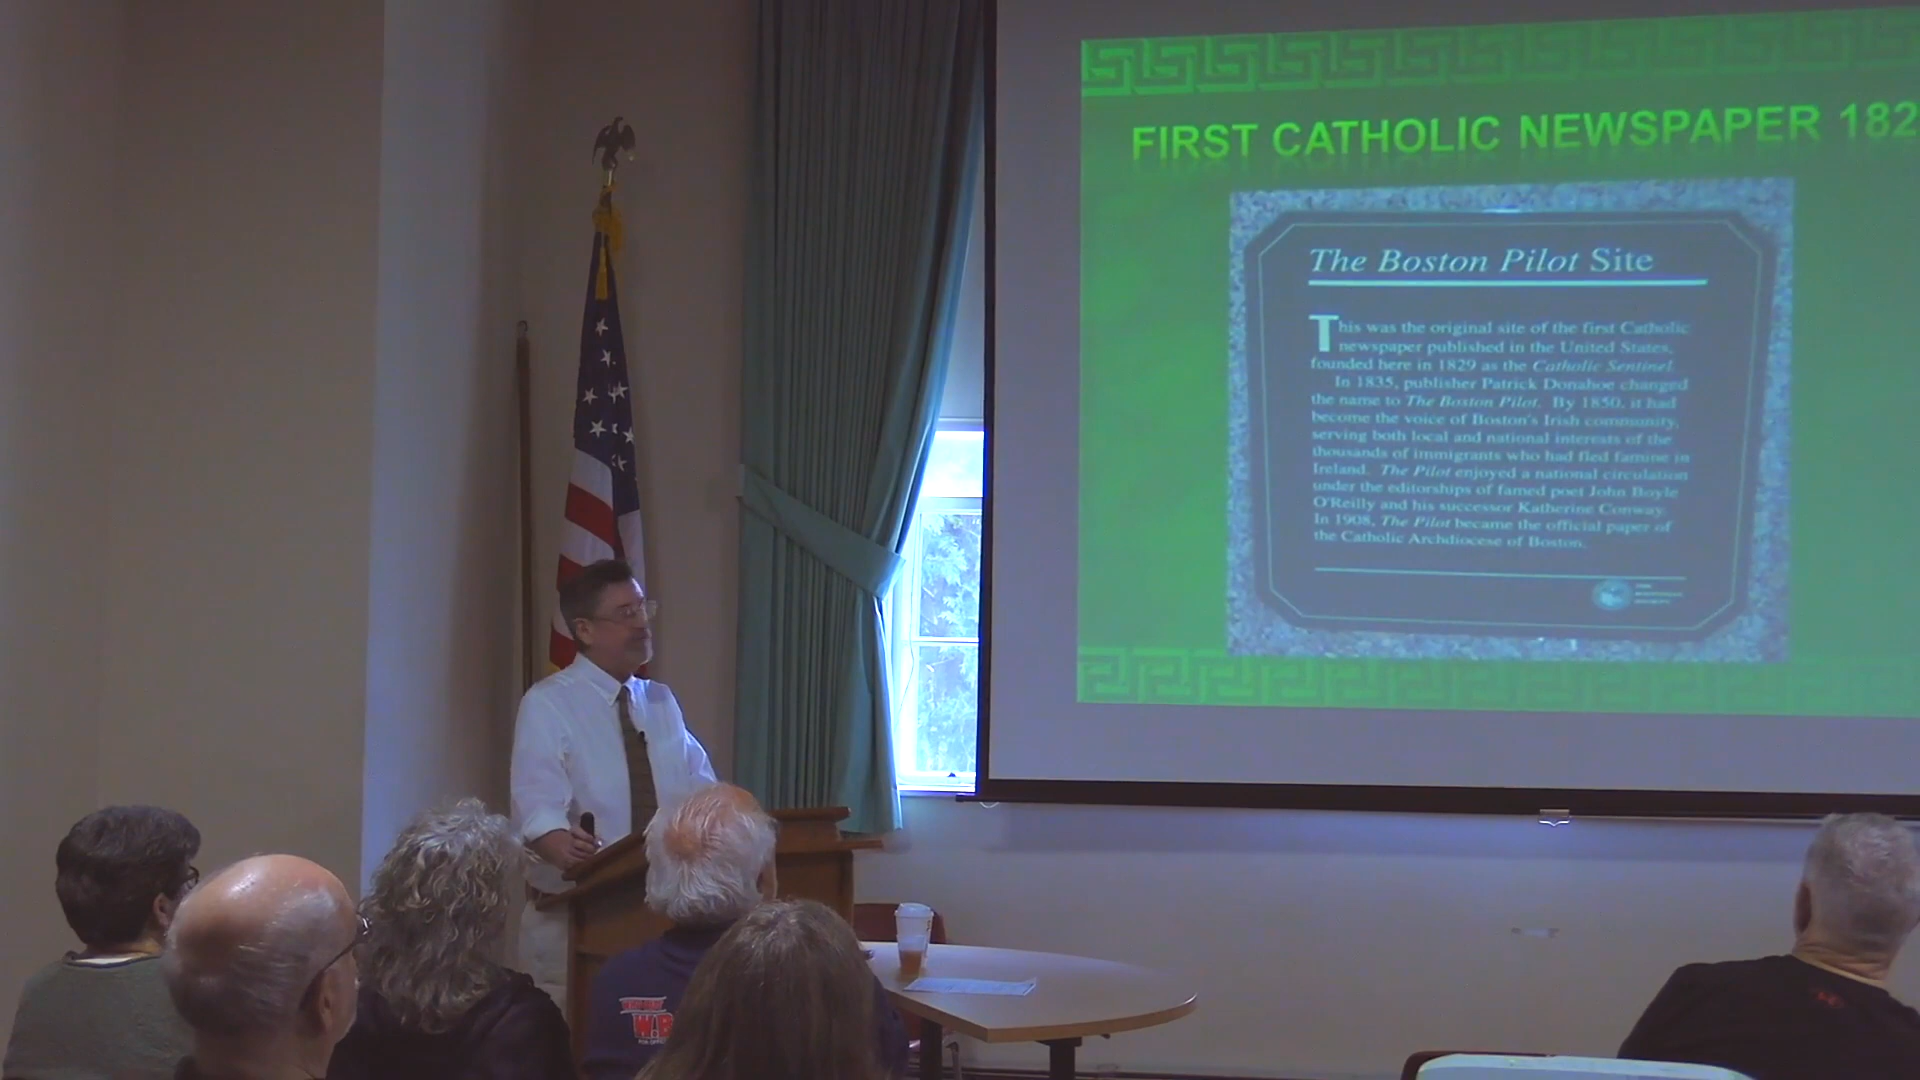 FIRST CATHOLIC NEWSPAPER 182
The Boston Pilot Site
This was the original site of the first Catholic
newspaper published in the United States,
founded here in 1829 as the Catholic Sentinel.
In 1835, publisher Patrick Donahoe changed
the name to The Boston Pilot. By 1850, it had
become the voice of Boston's Irish community,
serving both local and national interests of the
thousands of immigrants who had fled famine in
Ireland. The Pilot enjoyed a national circulation
under the editorships of famed poet John Boyle
O'Reilly and his successor Katherine Conway.
In 1908, The Pilot became the official paper of
the Catholic Archdiocese of Boston.